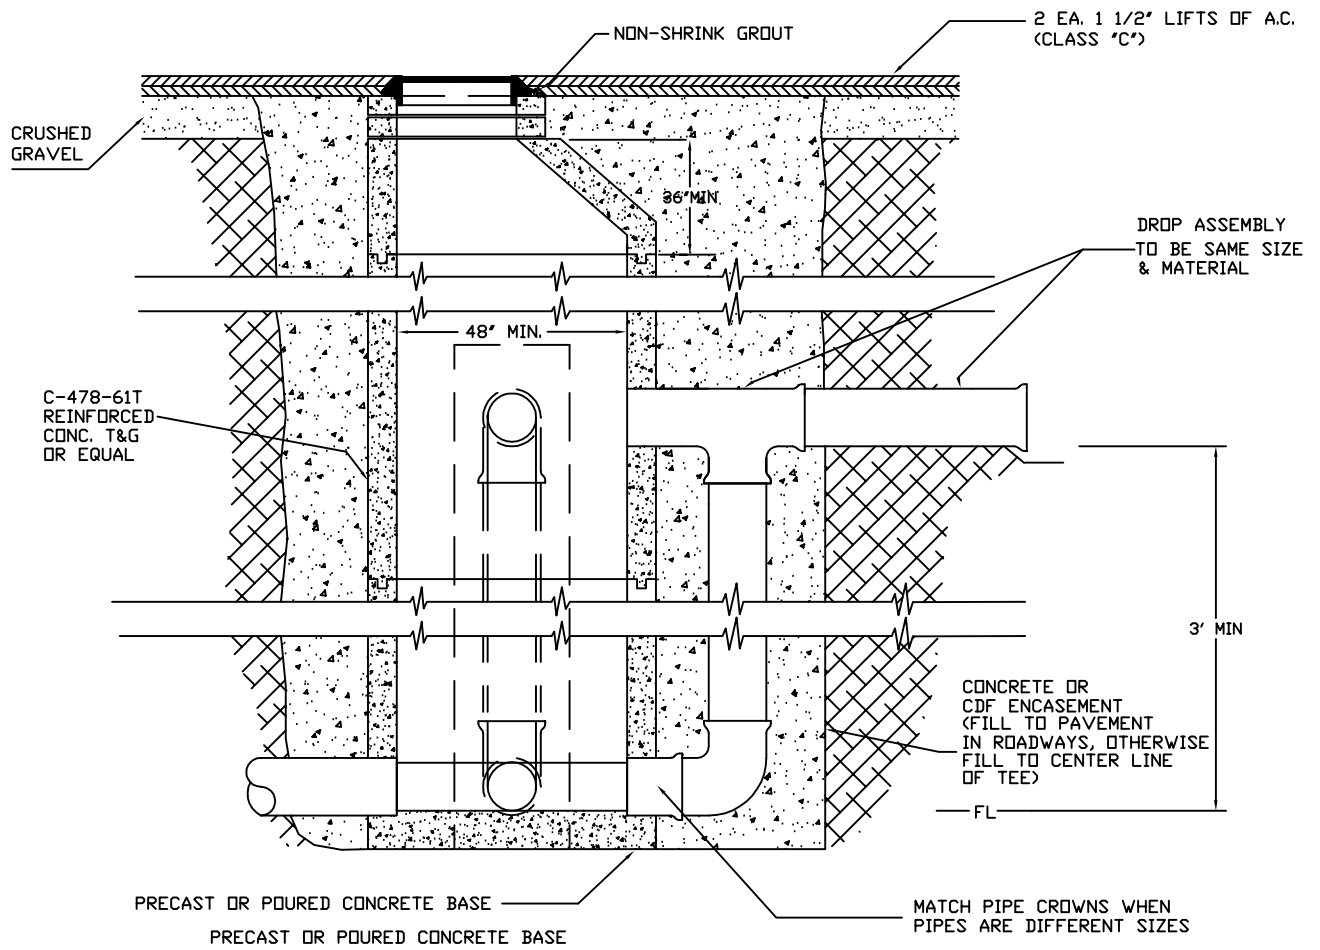 NON-SHRINK GROUT
2 EA. 1 1/2" LIFTS OF A.C.
(CLASS "C")
CRUSHED
GRAVEL
36"MIN
DROP ASSEMBLY
TO BE SAME SIZE
& MATERIAL
48" MIN.
C-478-61T
REINFORCED
CONC. T&G
OR EQUAL
3' MIN
CONCRETE OR
CDF ENCASEMENT
(FILL TO PAVEMENT
IN ROADWAYS, OTHERWISE
FILL TO CENTER LINE
OF TEE)
FL
PRECAST OR POURED CONCRETE BASE
PRECAST OR POURED CONCRETE BASE
MATCH PIPE CROWNS WHEN
PIPES ARE DIFFERENT SIZES